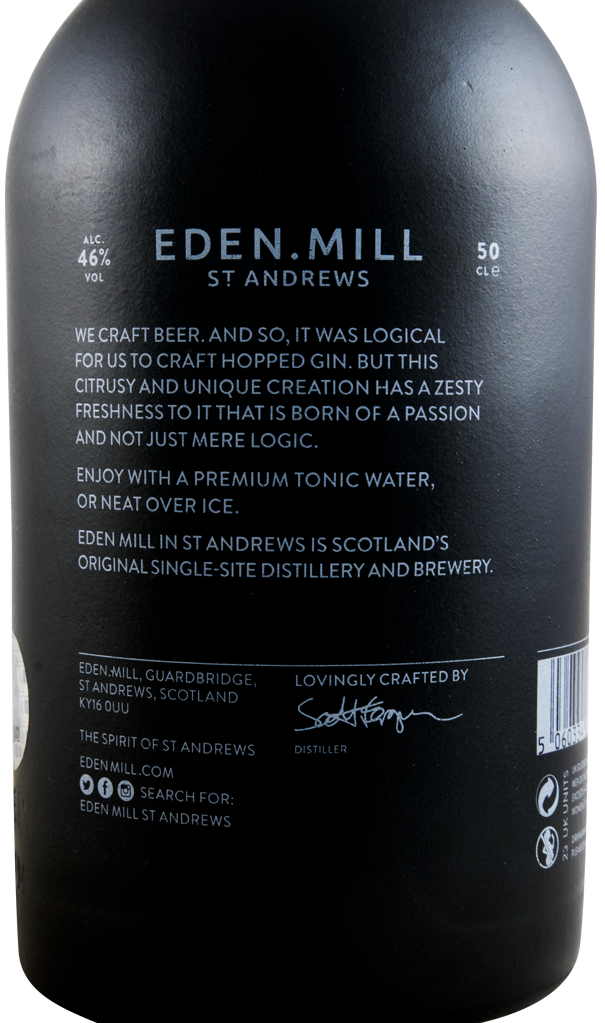 ALC.
46%
VOL
EDEN.MILL
ST ANDREWS
50
CL e
WE CRAFT BEER. AND SO, IT WAS LOGICAL
FOR US TO CRAFT HOPPED GIN. BUT THIS
CITRUSY AND UNIQUE CREATION HAS A ZESTY
FRESHNESS TO IT THAT IS BORN OF A PASSION
AND NOT JUST MERE LOGIC.
ENJOY WITH A PREMIUM TONIC WATER,
OR NEAT OVER ICE.
EDEN MILL IN ST ANDREWS IS SCOTLAND'S
ORIGINAL SINGLE-SITE DISTILLERY AND BREWERY.
EDEN.MILL, GUARDBRIDGE,
ST ANDREWS, SCOTLAND
KY16 0UU
THE SPIRIT OF ST ANDREWS
EDENMILL.COM
SEARCH FOR:
EDEN MILL ST ANDREWS
LOVINGLY CRAFTED BY
DISTILLER
UK UNITS